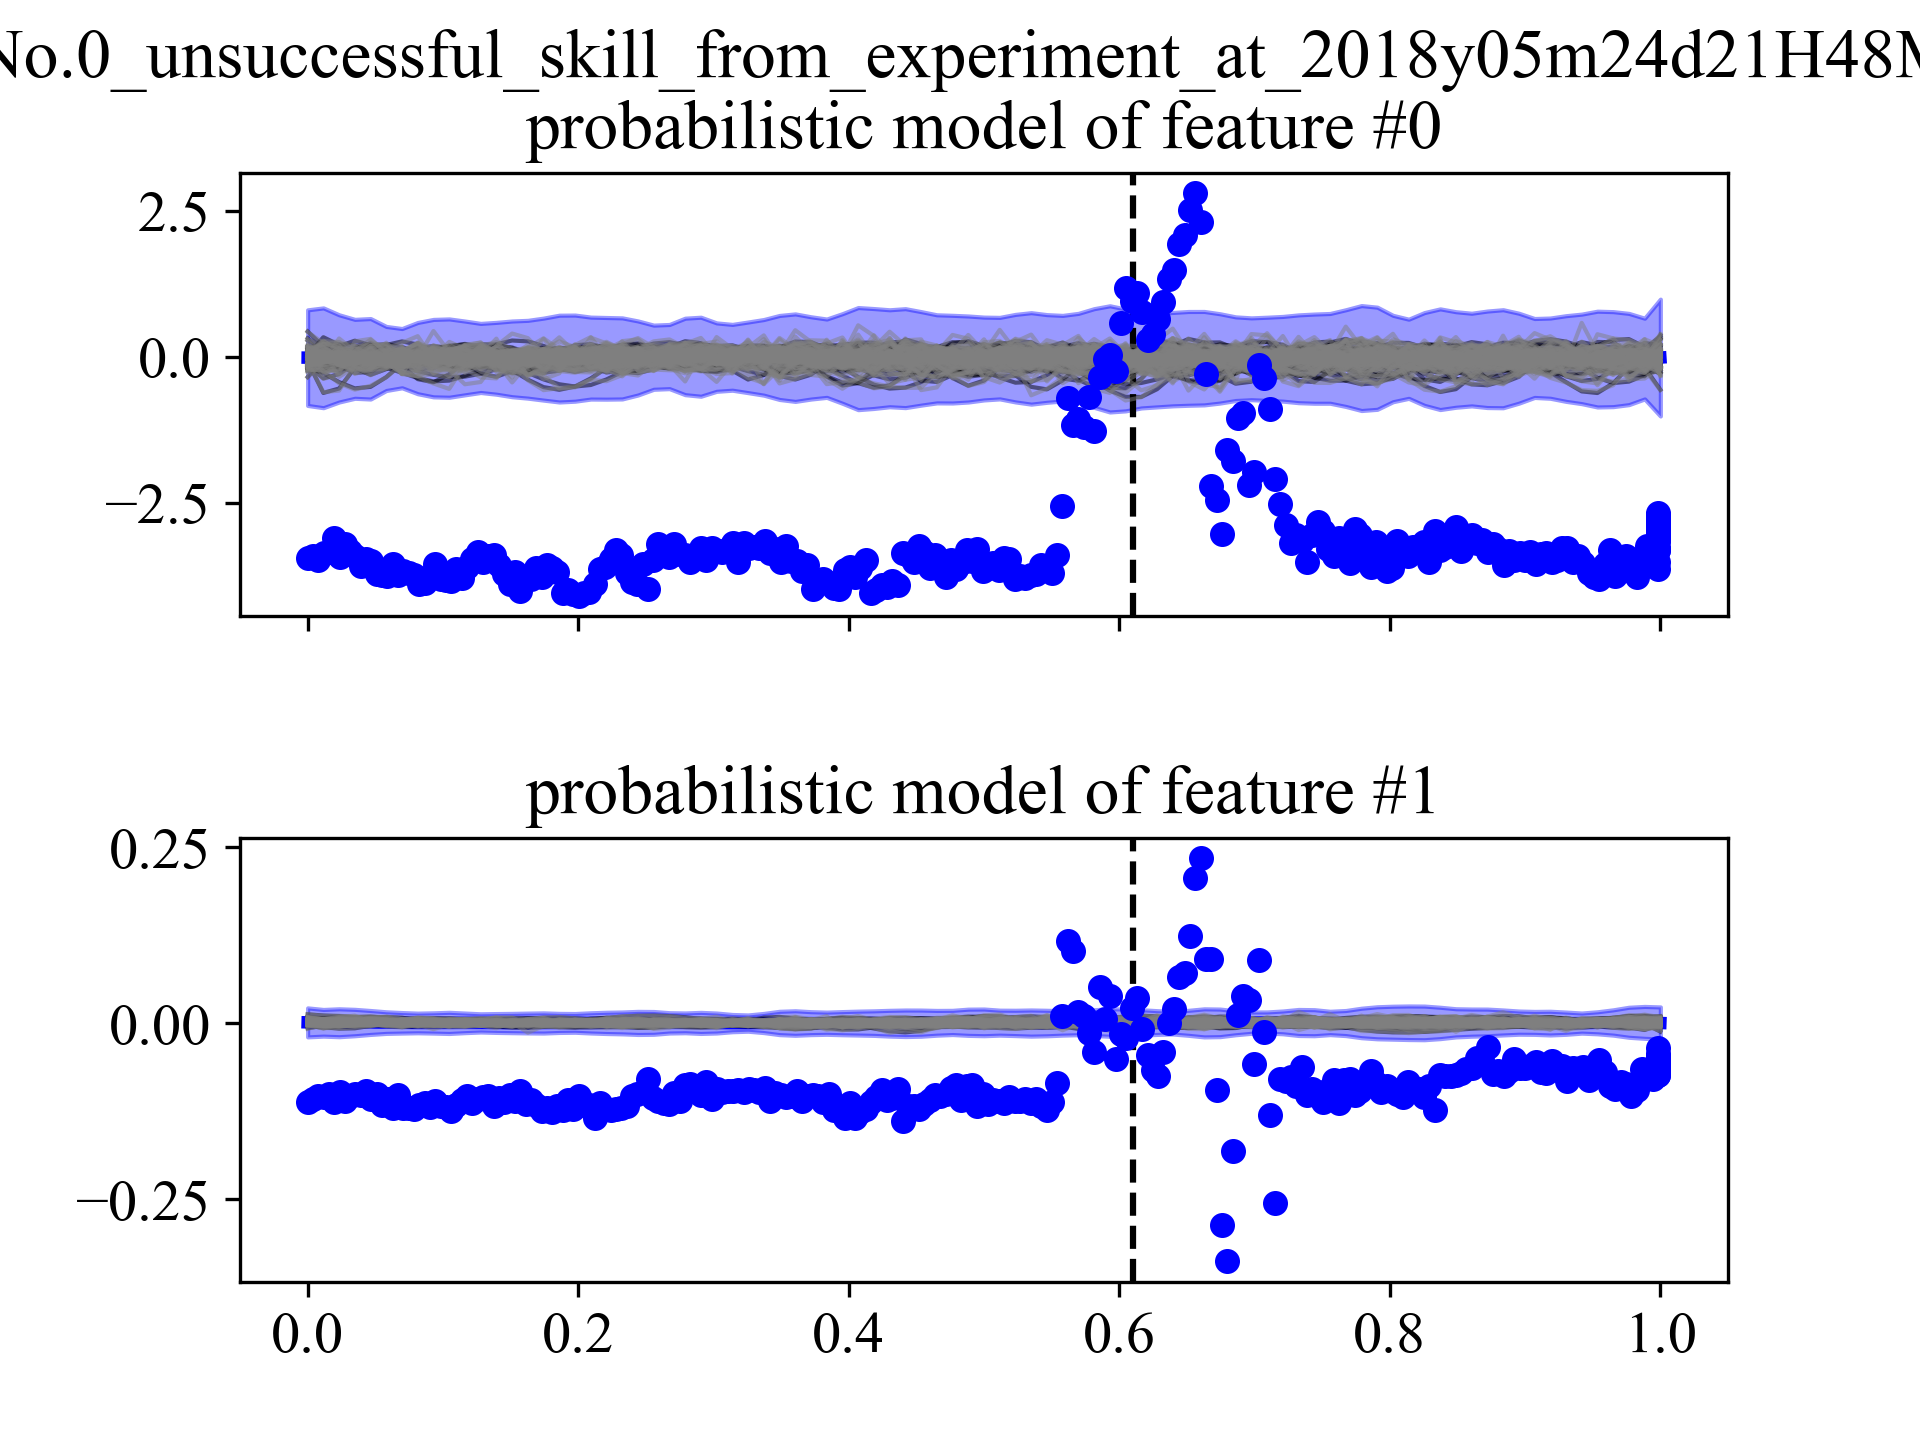 No.0_unsuccessful_skill_from_experiment_at_2018y05m24d21H48M
probabilistic model of feature #0
2.5
0.0
−2.5
probabilistic model of feature #1
0.25
0.00
−0.25
0.0 0.2 0.4 0.6 0.8 1.0